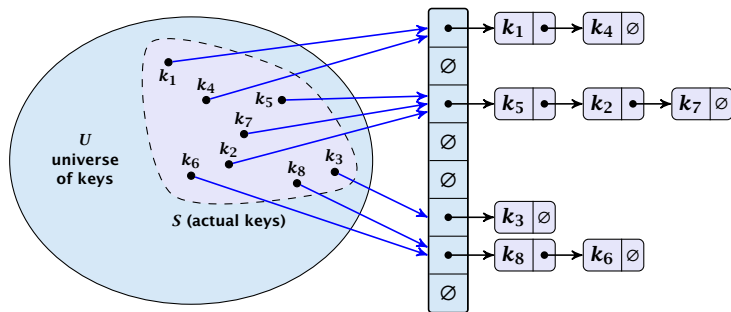 U
universe
of keys
k1
k4
k5
k7
k2
k6
k8
k3
S (actual keys)
k1 k4 ∅
∅
k5 k2 k7 ∅
∅
∅
k3 ∅
k8 k6 ∅
∅